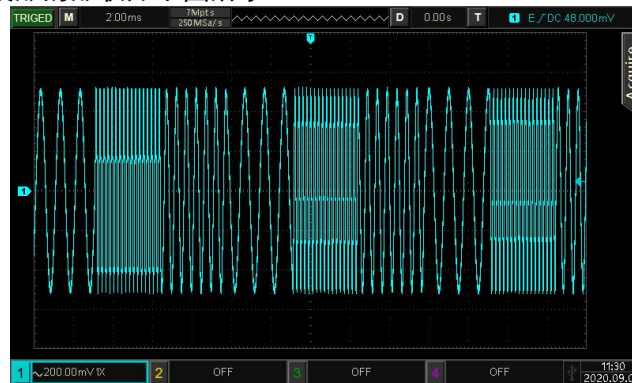 TRIGED M 2.00ms 7Mpts 250MSa/s D 0.00s T 1 E DC 48.000mV
T
Acquire
1
1 200.00mV 1X 2 OFF 3 OFF 4 OFF 11:30
2020.09.0